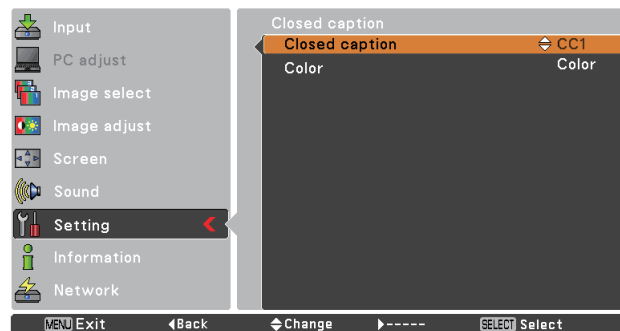 Input
PC adjust
Image select
Image adjust
Screen
Sound
Setting
Information
Network
Closed caption
Closed caption CC1
Color Color
MENU Exit Back Change ----- SELECT Select